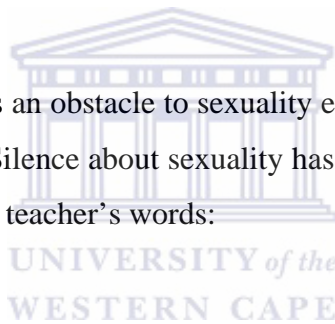 s an obstacle to sexuality e
Silence about sexuality has
teacher's words:
UNIVERSITY of the
WESTERN CAPE